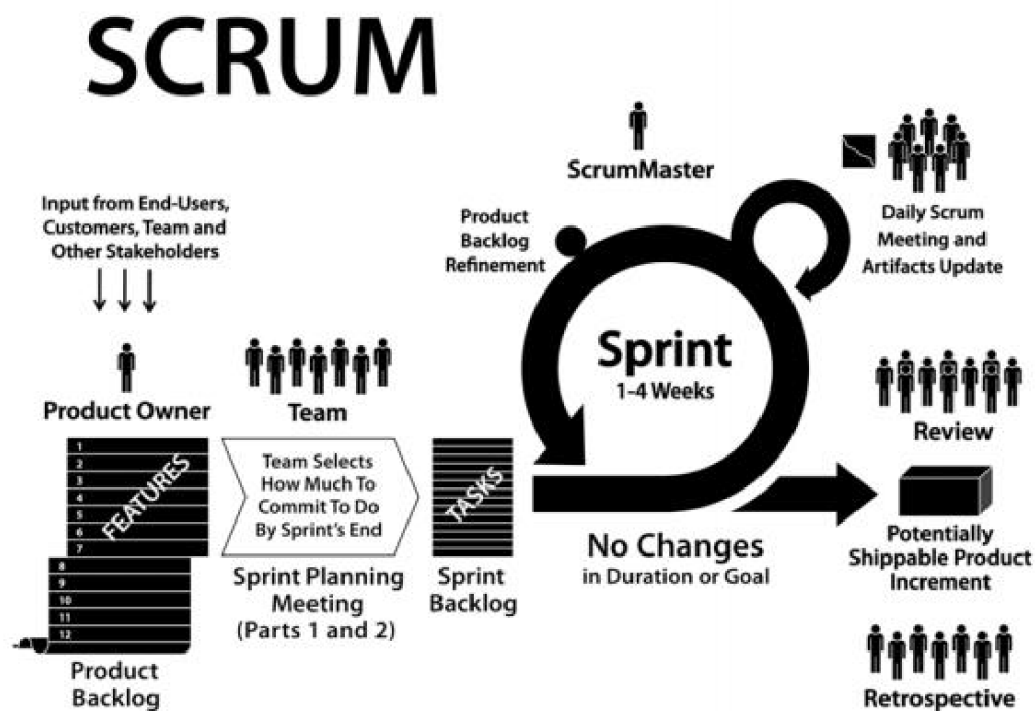 SCRUM
Input from End-Users,
Customers, Team and
Other Stakeholders
Product Owner
1
2
3
4
5
6
7
FEATURES
8
9
10
11
12
Product
Backlog
Team
Team Selects
How Much To
Commit To Do
By Sprint's End
Sprint Planning
Meeting
(Parts 1 and 2)
TASKS
Sprint
Backlog
ScrumMaster
Product
Backlog
Refinement
Sprint
1-4 Weeks
No Changes
in Duration or Goal
Daily Scrum
Meeting and
Artifacts Update
Review
Potentially
Shippable Product
Increment
Retrospective